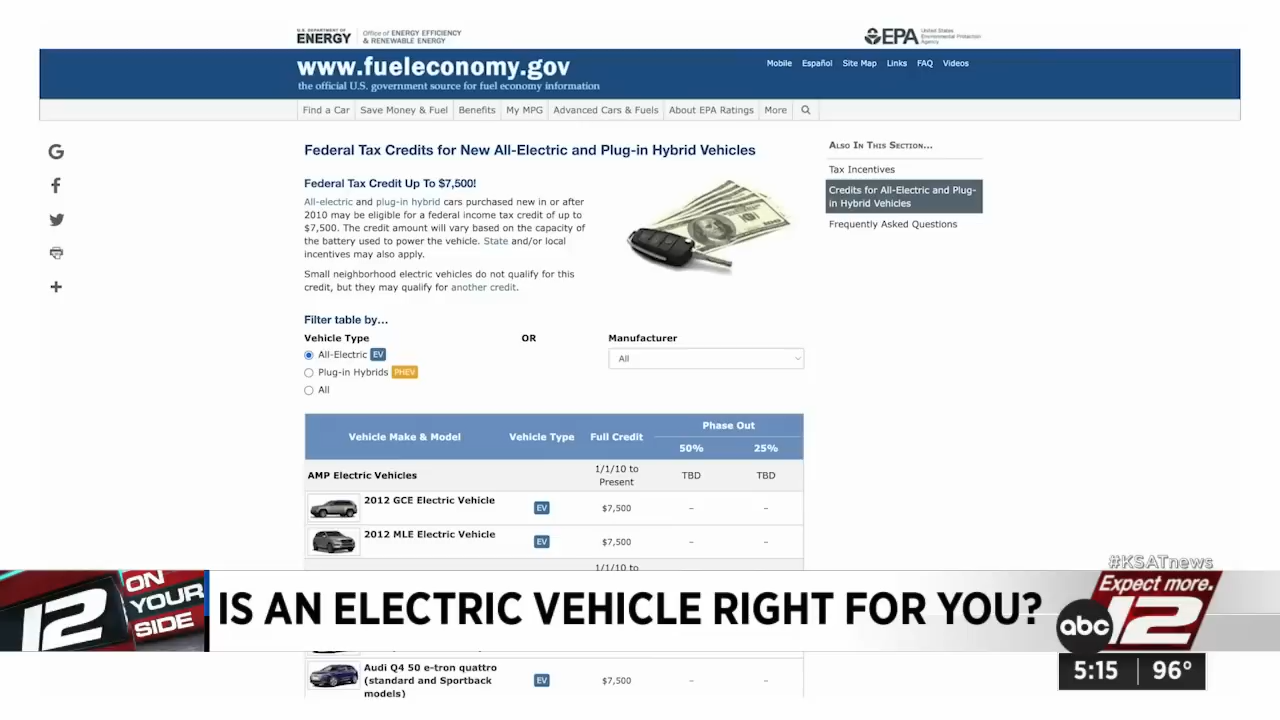 U.S. DEPARTMENT OF
ENERGY
Office of ENERGY EFFICIENCY
& RENEWABLE ENERGY
EPA
United States
Environmental Protection
Agency
www.fueleconomy.gov
the official U.S. government source for fuel economy information
Mobile Español Site Map Links FAQ Videos
Find a Car Save Money & Fuel Benefits My MPG Advanced Cars & Fuels About EPA Ratings More
Federal Tax Credits for New All-Electric and Plug-in Hybrid Vehicles
Federal Tax Credit Up To $7,500!
All-electric and plug-in hybrid cars purchased new in or after
2010 may be eligible for a federal income tax credit of up to
$7,500. The credit amount will vary based on the capacity of
the battery used to power the vehicle. State and/or local
incentives may also apply.
Small neighborhood electric vehicles do not qualify for this
credit, but they may qualify for another credit.
Also In This Section...
Tax Incentives
Credits for All-Electric and Plug-
in Hybrid Vehicles
Frequently Asked Questions
Filter table by...
Vehicle Type
All-Electric EV
Plug-in Hybrids PHEV
All
OR
Manufacturer
All
Vehicle Make & Model Vehicle Type Full Credit Phase Out
50% 25%
AMP Electric Vehicles 1/1/10 to
Present TBD TBD
2012 GCE Electric Vehicle EV $7,500 – –
2012 MLE Electric Vehicle EV $7,500 – –
1/1/10 to
#KSATnews
12 ON
YOUR
SIDE
IS AN ELECTRIC VEHICLE RIGHT FOR YOU?
Expect more.
abc 12
5:15 96°
Audi Q4 50 e-tron quattro
(standard and Sportback
models) EV $7,500 – –